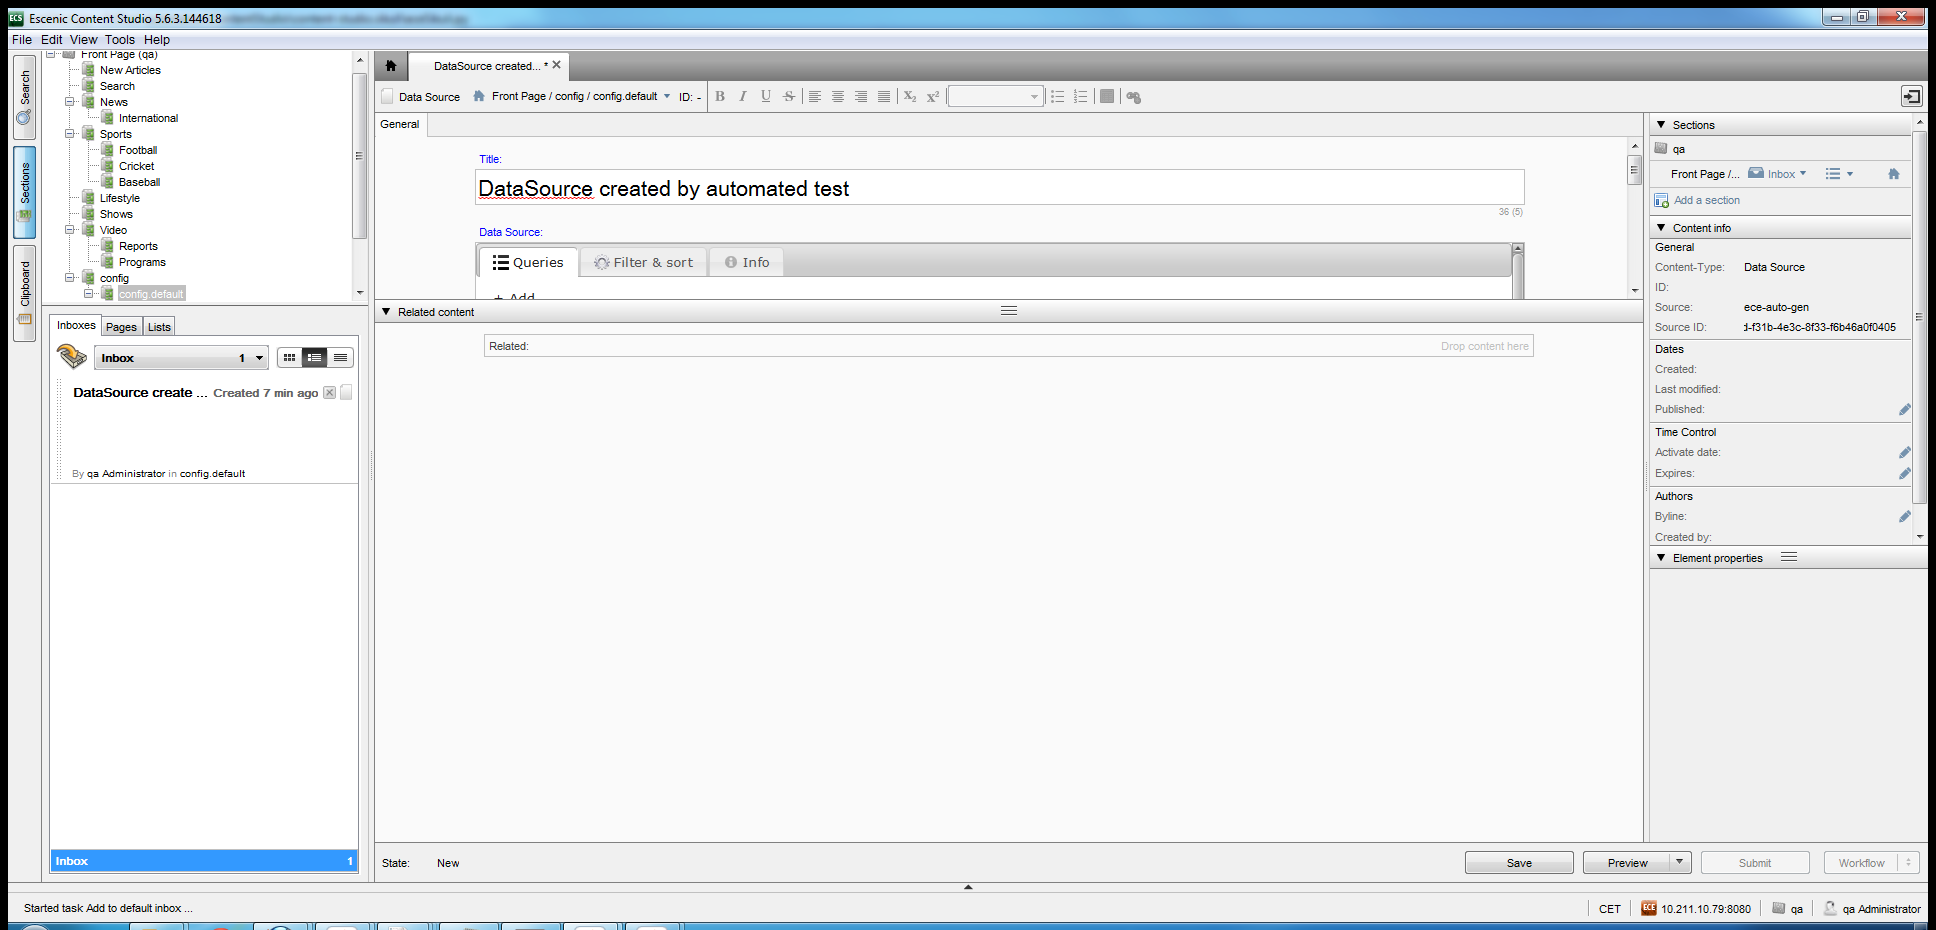 ECS Escenic Content Studio 5.6.3.144618
File Edit View Tools Help
Search
Sections
Clipboard
Front Page (qa)
New Articles
Search
News
International
Sports
Football
Cricket
Baseball
Lifestyle
Shows
Video
Reports
Programs
config
config.default
Inboxes Pages Lists
Inbox 1
DataSource create ... Created 7 min ago
By qa Administrator in config.default
Inbox 1
DataSource created... *
Data Source Front Page / config / config.default ID: - B I U S X2 X2
General
Title:
DataSource created by automated test
36 (5)
Data Source:
Queries Filter & sort Info
+ Add
Related content
Related: Drop content here
State: New
Save Preview Submit Workflow
Sections
qa
Front Page /... Inbox
Add a section
Content info
General
Content-Type: Data Source
ID:
Source: ece-auto-gen
Source ID: d-f31b-4e3c-8f33-f6b46a0f0405
Dates
Created:
Last modified:
Published:
Time Control
Activate date:
Expires:
Authors
Byline:
Created by:
Element properties
Started task Add to default inbox ...
CET ECE 10.211.10.79:8080 qa qa Administrator